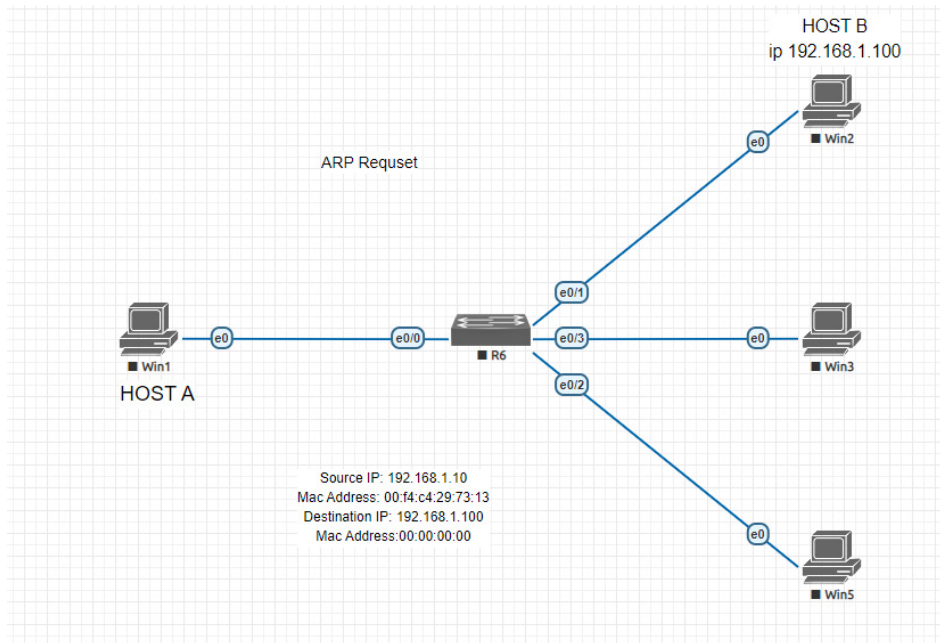 HOST B
ip 192.168.1.100
Win2
e0
ARP Requset
e0/1
Win1
HOST A
e0
e0/0
R6
e0/3
e0
Win3
e0/2
Source IP: 192.168.1.10
Mac Address: 00:f4:c4:29:73:13
Destination IP: 192.168.1.100
Mac Address:00:00:00:00
e0
Win5